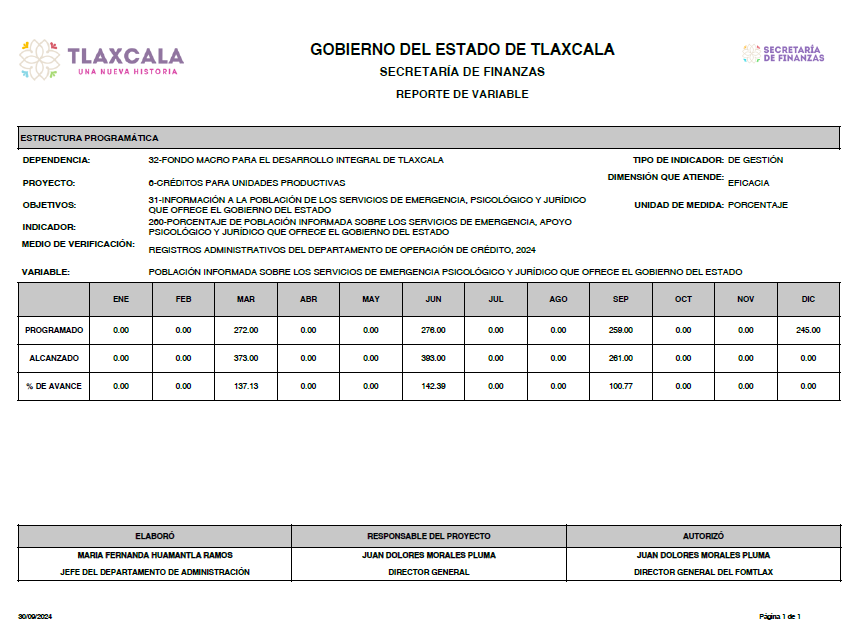 TLAXCALA
UNA NUEVA HISTORIA
GOBIERNO DEL ESTADO DE TLAXCALA
SECRETARÍA DE FINANZAS
REPORTE DE VARIABLE
SECRETARÍA
DE FINANZAS
ESTRUCTURA PROGRAMÁTICA
DEPENDENCIA: 32-FONDO MACRO PARA EL DESARROLLO INTEGRAL DE TLAXCALA TIPO DE INDICADOR: DE GESTIÓN
PROYECTO: 6-CRÉDITOS PARA UNIDADES PRODUCTIVAS DIMENSIÓN QUE ATIENDE: EFICACIA
OBJETIVOS: 31-INFORMACIÓN A LA POBLACIÓN DE LOS SERVICIOS DE EMERGENCIA, PSICOLÓGICO Y JURÍDICO
QUE OFRECE EL GOBIERNO DEL ESTADO UNIDAD DE MEDIDA: PORCENTAJE
INDICADOR: 260-PORCENTAJE DE POBLACIÓN INFORMADA SOBRE LOS SERVICIOS DE EMERGENCIA, APOYO
PSICOLÓGICO Y JURÍDICO QUE OFRECE EL GOBIERNO DEL ESTADO
MEDIO DE VERIFICACIÓN: REGISTROS ADMINISTRATIVOS DEL DEPARTAMENTO DE OPERACIÓN DE CRÉDITO, 2024
VARIABLE: POBLACIÓN INFORMADA SOBRE LOS SERVICIOS DE EMERGENCIA PSICOLÓGICO Y JURÍDICO QUE OFRECE EL GOBIERNO DEL ESTADO
ENE FEB MAR ABR MAY JUN JUL AGO SEP OCT NOV DIC
PROGRAMADO 0.00 0.00 272.00 0.00 0.00 276.00 0.00 0.00 259.00 0.00 0.00 245.00
ALCANZADO 0.00 0.00 373.00 0.00 0.00 393.00 0.00 0.00 261.00 0.00 0.00 0.00
% DE AVANCE 0.00 0.00 137.13 0.00 0.00 142.39 0.00 0.00 100.77 0.00 0.00 0.00
ELABORÓ RESPONSABLE DEL PROYECTO AUTORIZÓ
MARIA FERNANDA HUAMANTLA RAMOS JUAN DOLORES MORALES PLUMA JUAN DOLORES MORALES PLUMA
JEFE DEL DEPARTAMENTO DE ADMINISTRACIÓN DIRECTOR GENERAL DIRECTOR GENERAL DEL FOMTLAX
30/09/2024 Página 1 de 1